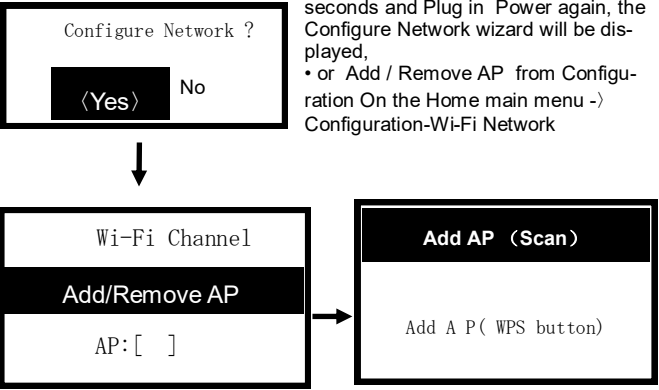 seconds and Plug in Power again, the
Configure Network wizard will be dis-
played,
• or Add / Remove AP from Configu-
ration On the Home main menu -〉
Configuration-Wi-Fi Network
Configure Network ?
〈Yes〉 No
Wi-Fi Channel
Add/Remove AP
AP:[ ]
Add AP （Scan）
Add A P( WPS button)